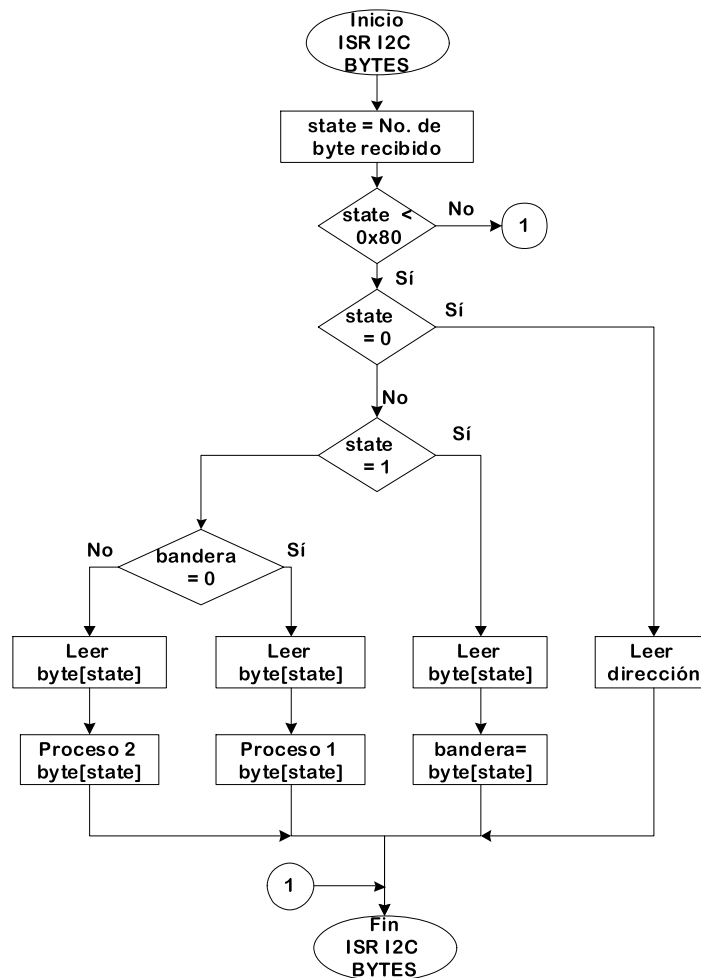 Inicio
ISR I2C
BYTES
state = No. de
byte recibido
state <
0x80
No
1
Sí
state
= 0
Sí
No
state
= 1
Sí
bandera
= 0
No
Sí
Leer
byte[state]
Leer
byte[state]
Leer
byte[state]
Leer
dirección
Proceso 2
byte[state]
Proceso 1
byte[state]
bandera=
byte[state]
1
Fin
ISR I2C
BYTES